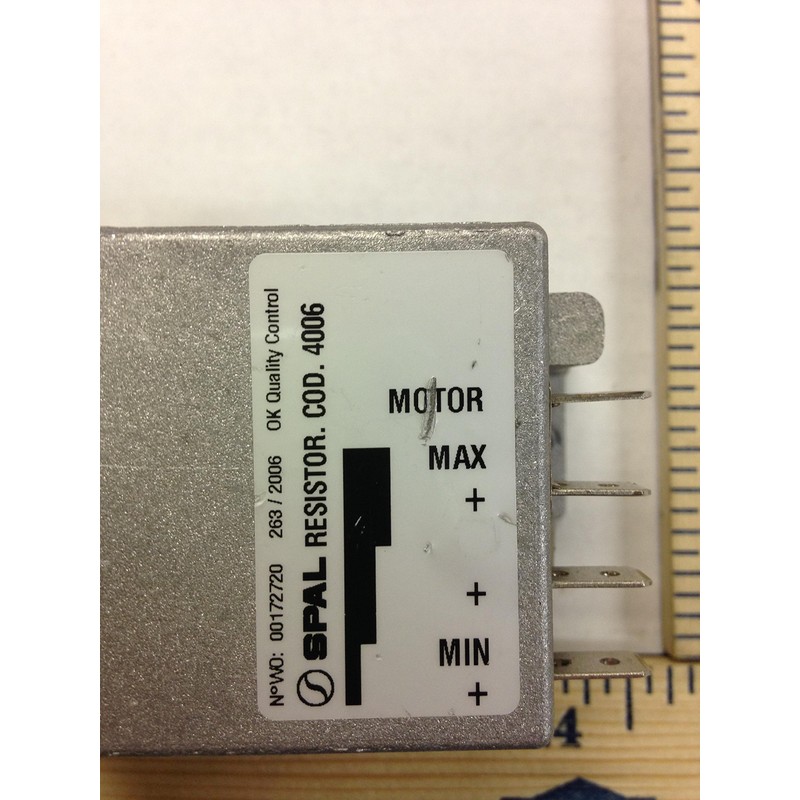 N°WO: 00172720 263 / 2006 OK Quality Control
SPAL RESISTOR. COD. 4006
MOTOR
MAX
+
+
MIN
+
4